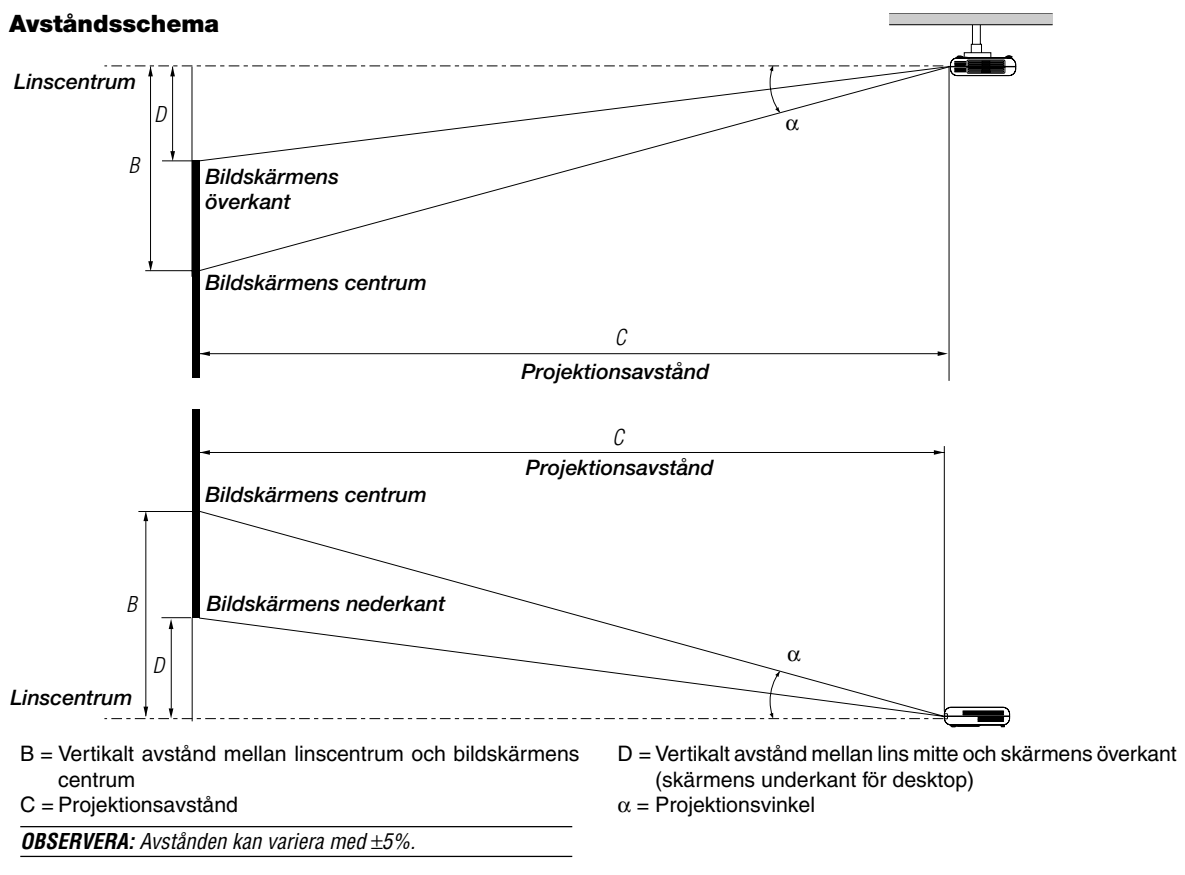 Avståndsschema
Linscentrum
D
B
α
Bildskärmens
överkant
Bildskärmens centrum
C
Projektionsavstånd
C
Projektionsavstånd
Bildskärmens centrum
B
Bildskärmens nederkant
D
α
Linscentrum
B = Vertikalt avstånd mellan linscentrum och bildskärmens
centrum
C = Projektionsavstånd
D = Vertikalt avstånd mellan lins mitte och skärmens överkant
(skärmens underkant för desktop)
α = Projektionsvinkel
OBSERVERA: Avstånden kan variera med ±5%.